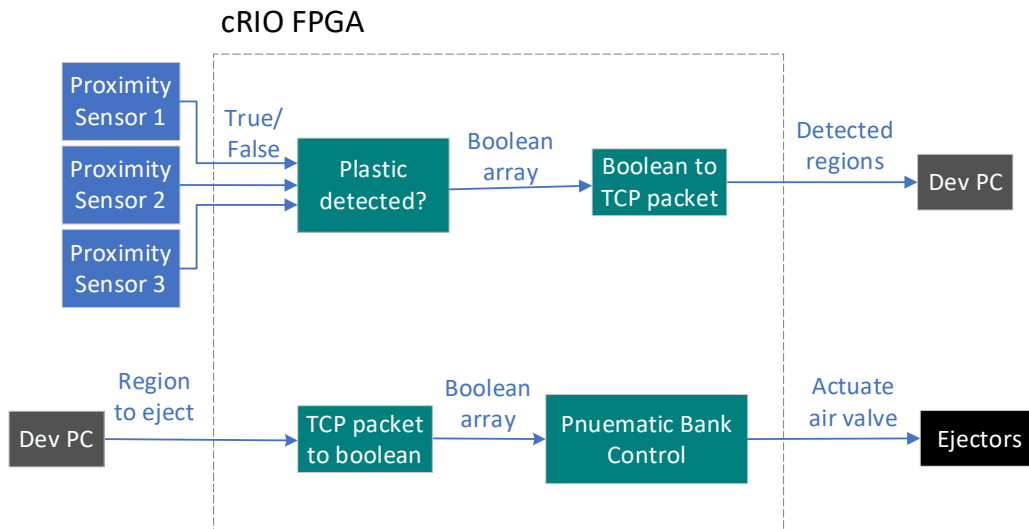 cRIO FPGA
Proximity
Sensor 1
True/
False
Proximity
Sensor 2
Proximity
Sensor 3
Plastic
detected?
Boolean
array
Boolean to
TCP packet
Detected
regions
Dev PC
Dev PC
Region
to eject
TCP packet
to boolean
Boolean
array
Pnuematic Bank
Control
Actuate
air valve
Ejectors